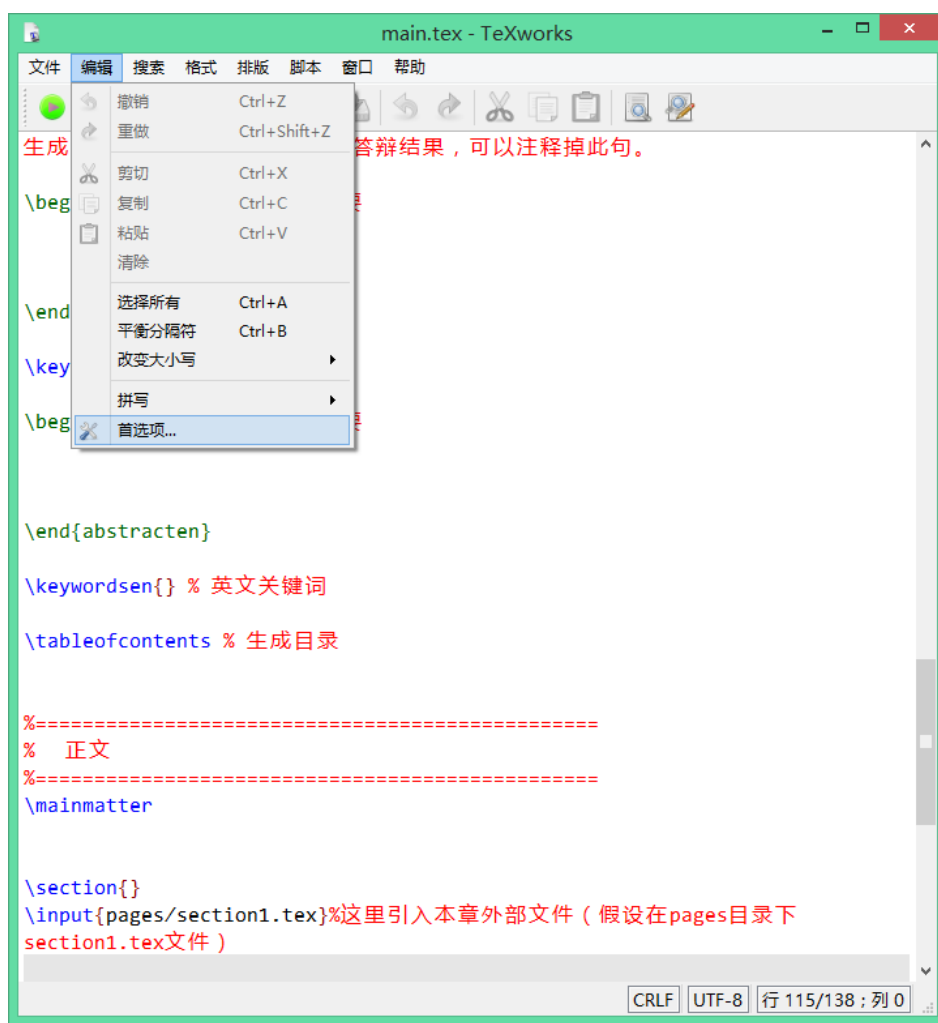 main.tex - TeXworks
文件 编辑 搜索 格式 排版 脚本 窗口 帮助
撤销 Ctrl+Z
重做 Ctrl+Shift+Z
剪切 Ctrl+X
复制 Ctrl+C
粘贴 Ctrl+V
清除
选择所有 Ctrl+A
平衡分隔符 Ctrl+B
改变大小写
拼写
首选项...
生成 答辩结果，可以注释掉此句。
\beg
\end
\key
\beg
\end{abstracten}
\keywordsen{} % 英文关键词
\tableofcontents % 生成目录
%================================================
% 正文
%================================================
\mainmatter
\section{}
\input{pages/section1.tex}%这里引入本章外部文件（假设在pages目录下
section1.tex文件）
CRLF UTF-8 行 115/138；列 0